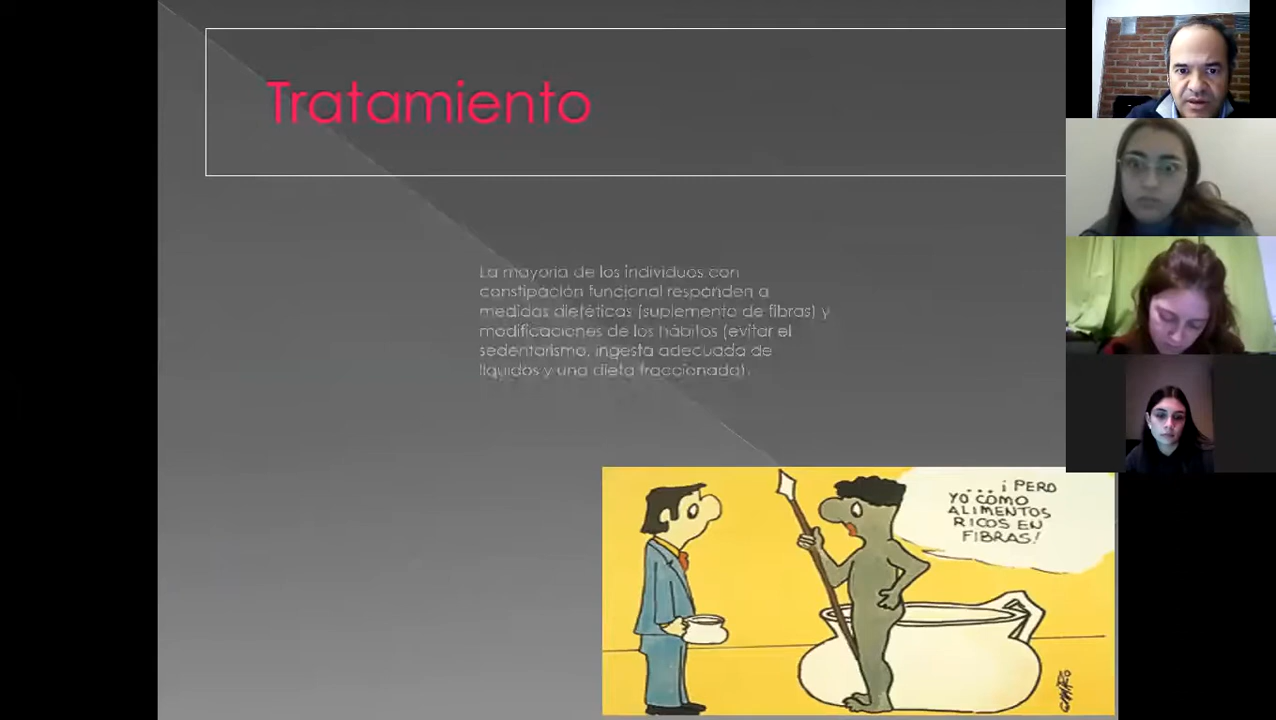 Tratamiento
La mayoría de los individuos con
constipación funcional responden a
medidas dietéticas (suplemento de fibras) y
modificaciones de los hábitos (evitar el
sedentarismo, ingesta adecuada de
líquidos y una dieta fraccionada).
...¡ PERO
YO COMO
ALIMENTOS
RICOS EN
FIBRAS!